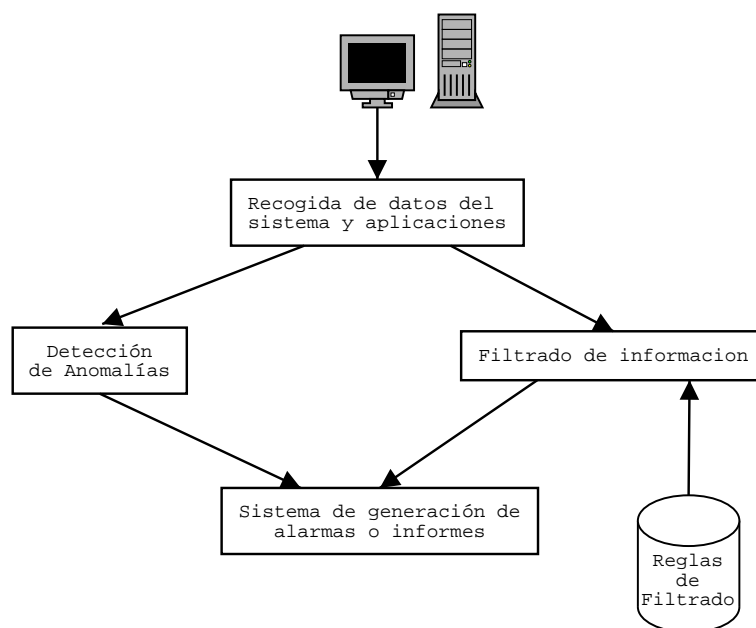 Recogida de datos del
sistema y aplicaciones
Detección
de Anomalías
Filtrado de informacion
Sistema de generación de
alarmas o informes
Reglas
de
Filtrado